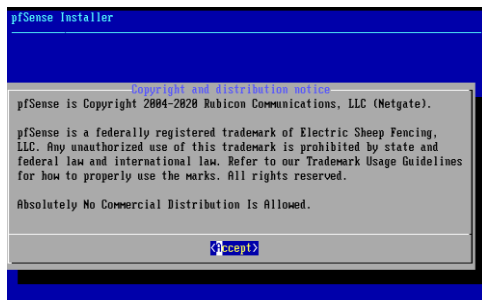 pfSense Installer
Copyright and distribution notice
pfSense is Copyright 2004-2020 Rubicon Communications, LLC (Netgate).
pfSense is a federally registered trademark of Electric Sheep Fencing,
LLC. Any unauthorized use of this trademark is prohibited by state and
federal law and international law. Refer to our Trademark Usage Guidelines
for how to properly use the marks. All rights reserved.
Absolutely No Commercial Distribution Is Allowed.
<Accept>